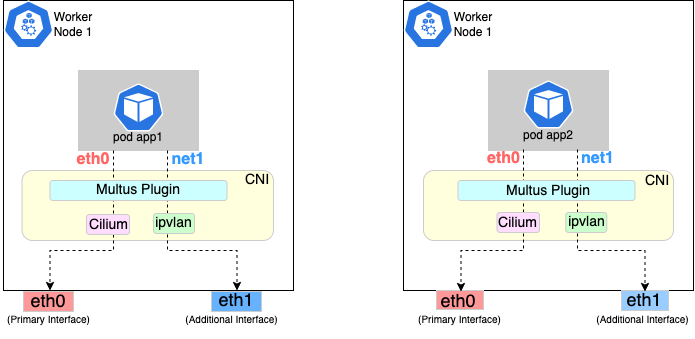 Worker
Node 1
pod app1
eth0
net1
CNI
Multus Plugin
Cilium
ipvlan
eth0
(Primary Interface)
eth1
(Additional Interface)
Worker
Node 1
pod app2
eth0
net1
CNI
Multus Plugin
Cilium
ipvlan
eth0
(Primary Interface)
eth1
(Additional Interface)